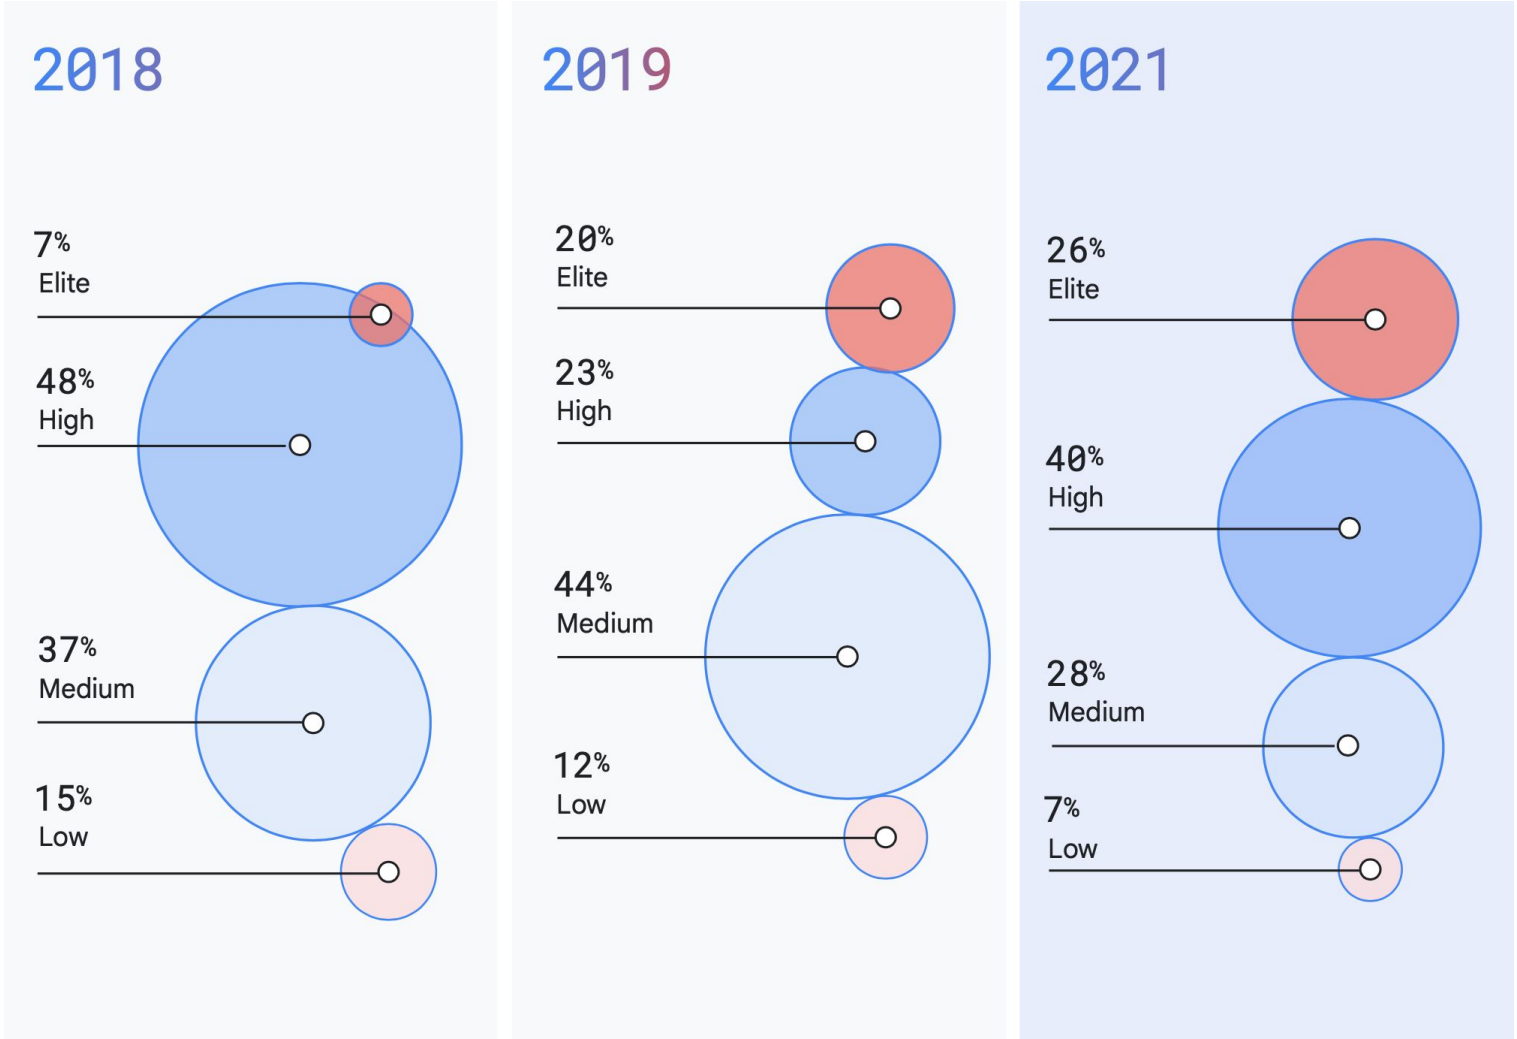 2018
7%
Elite
48%
High
37%
Medium
15%
Low
2019
20%
Elite
23%
High
44%
Medium
12%
Low
2021
26%
Elite
40%
High
28%
Medium
7%
Low